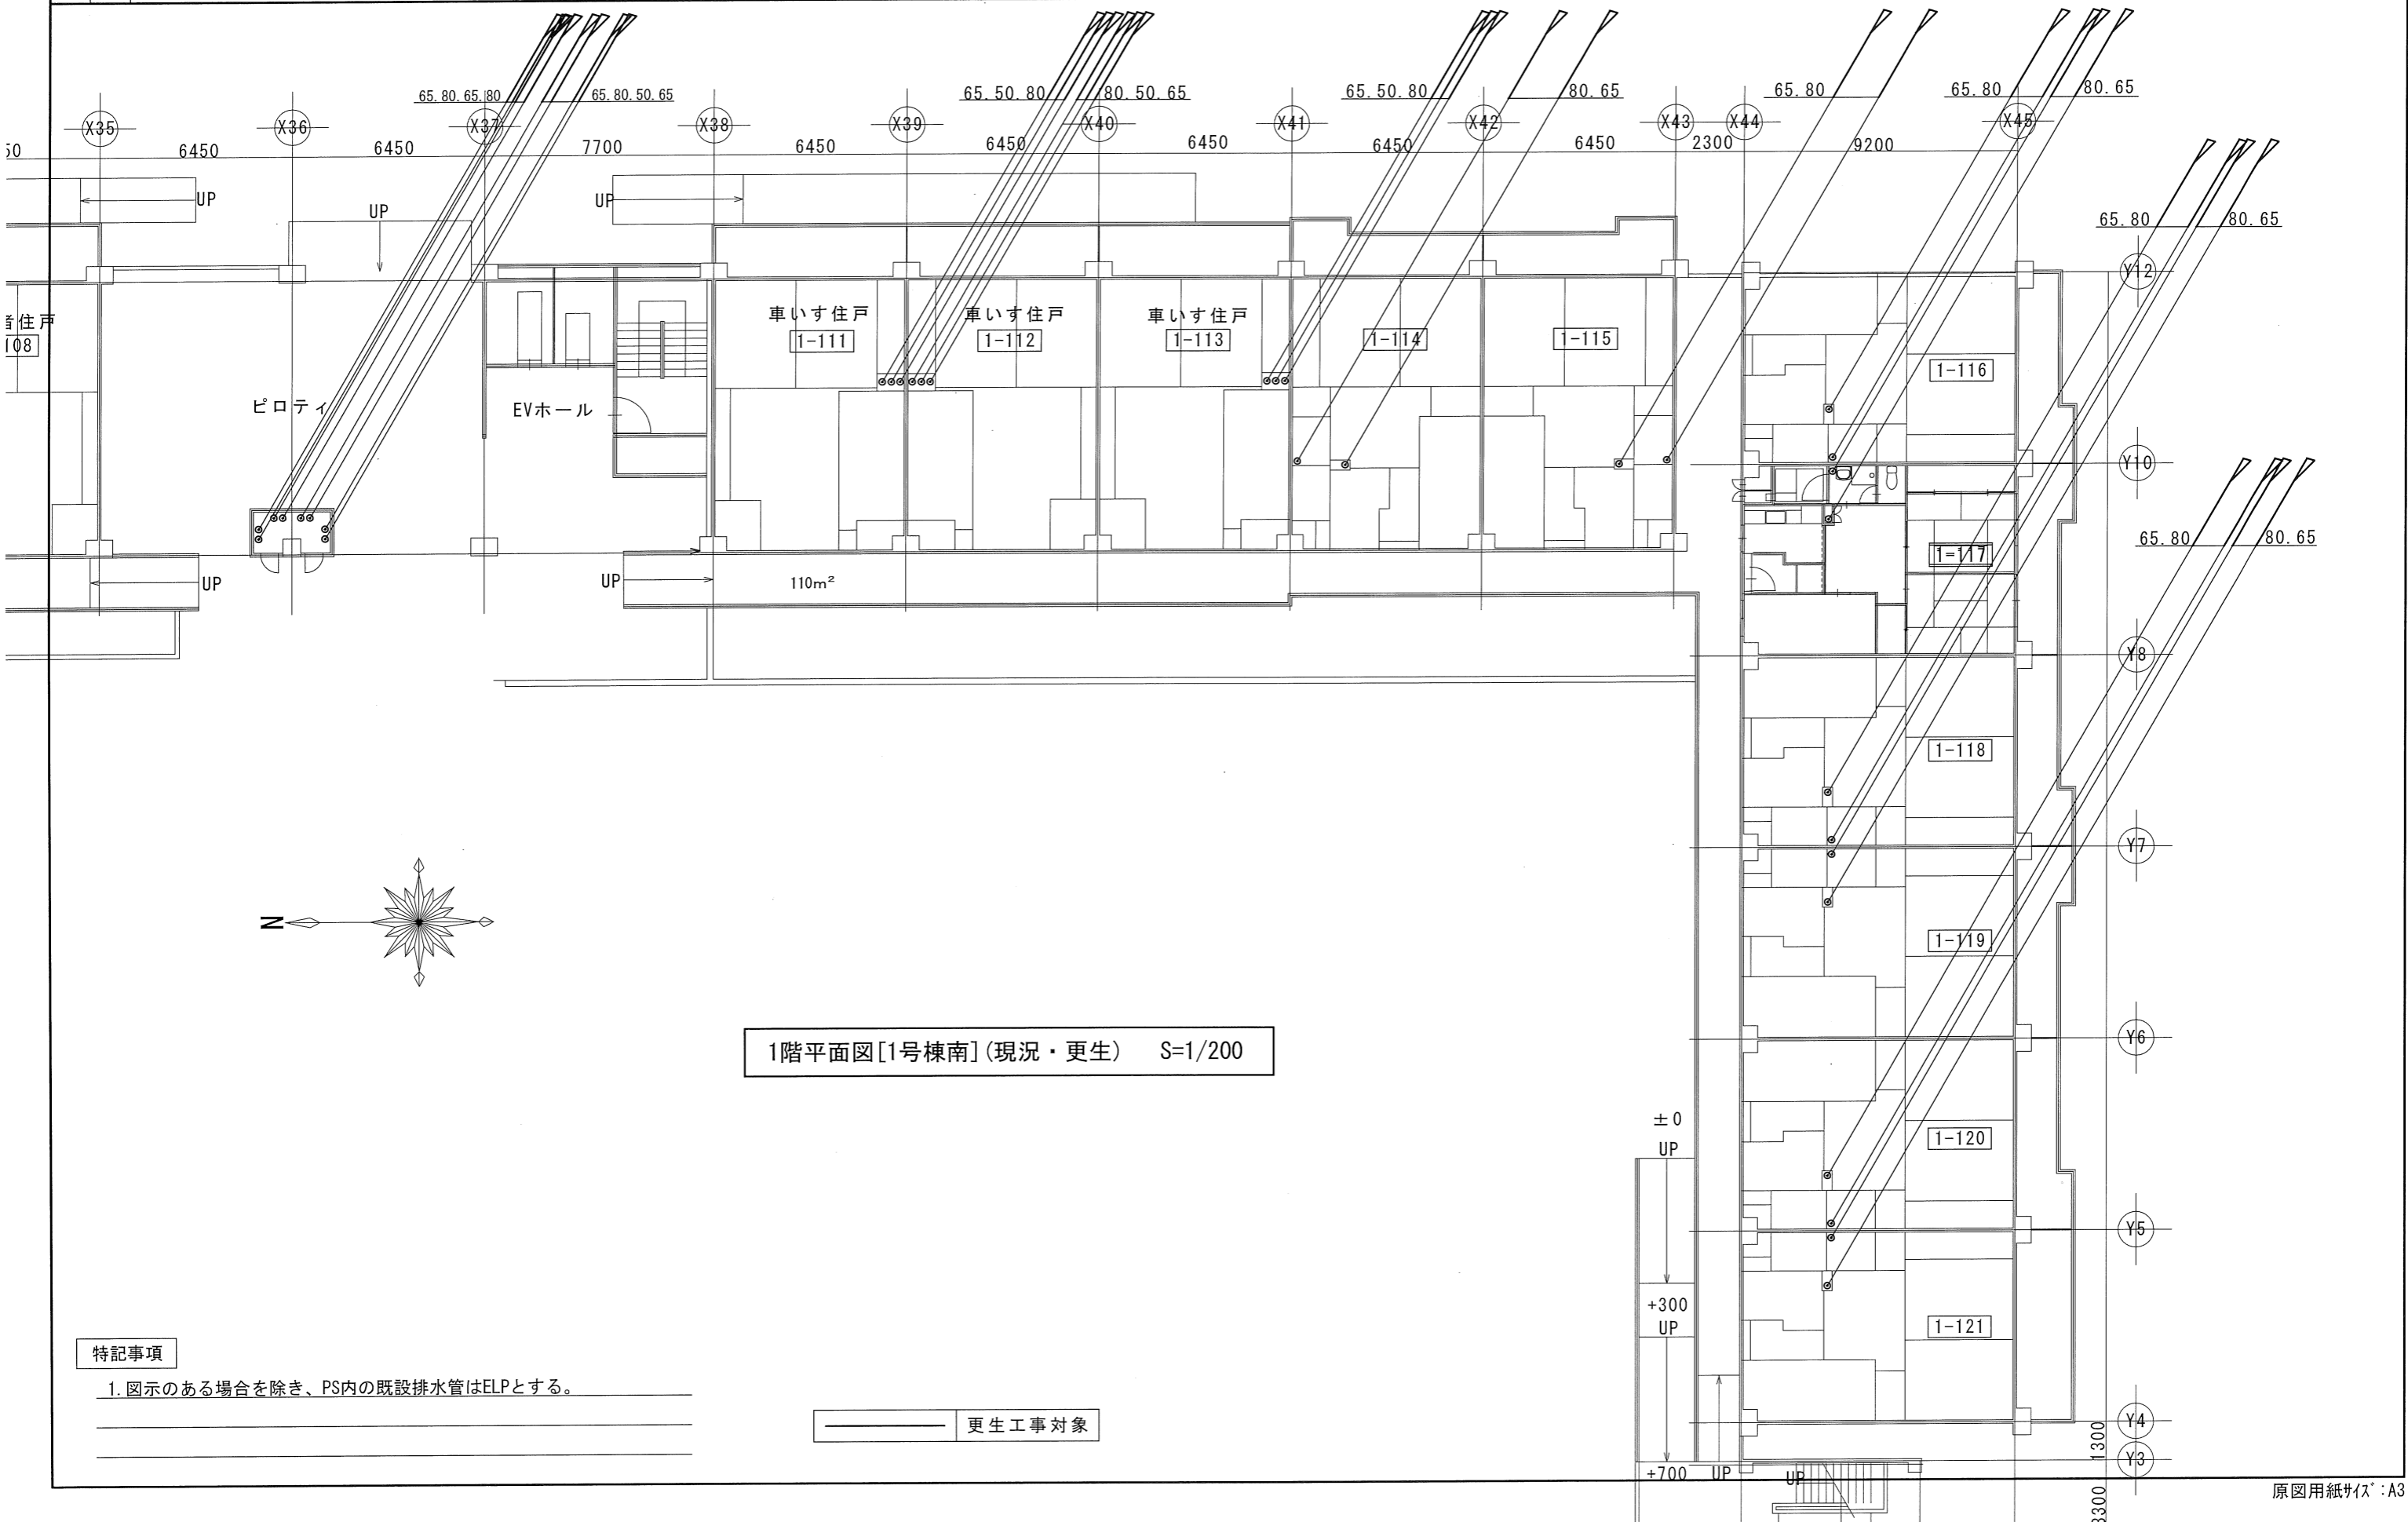 65.80.65.80
65.80.50.65
65.50.80
80.50.65
65.50.80
80.65
65.80
65.80
80.65
X35
X36
X37
X38
X39
X40
X41
X42
X43
X44
X45
50
6450
6450
7700
6450
6450
6450
6450
6450
2300
9200
UP
UP
UP
65.80
80.65
Y12
者住戸
108
車いす住戸
1-111
車いす住戸
1-112
車いす住戸
1-113
1-114
1-115
1-116
ピロティ
EVホール
Y10
65.80
80.65
1-117
UP
UP
110m²
Y8
1-118
Y7
N
1-119
1階平面図[1号棟南](現況・更生) S=1/200
Y6
±0
UP
1-120
Y5
+300
UP
1-121
特記事項
1.図示のある場合を除き、PS内の既設排水管はELPとする。
更生工事対象
Y4
1300
Y3
+700
UP
UP
原図用紙サイズ:A3